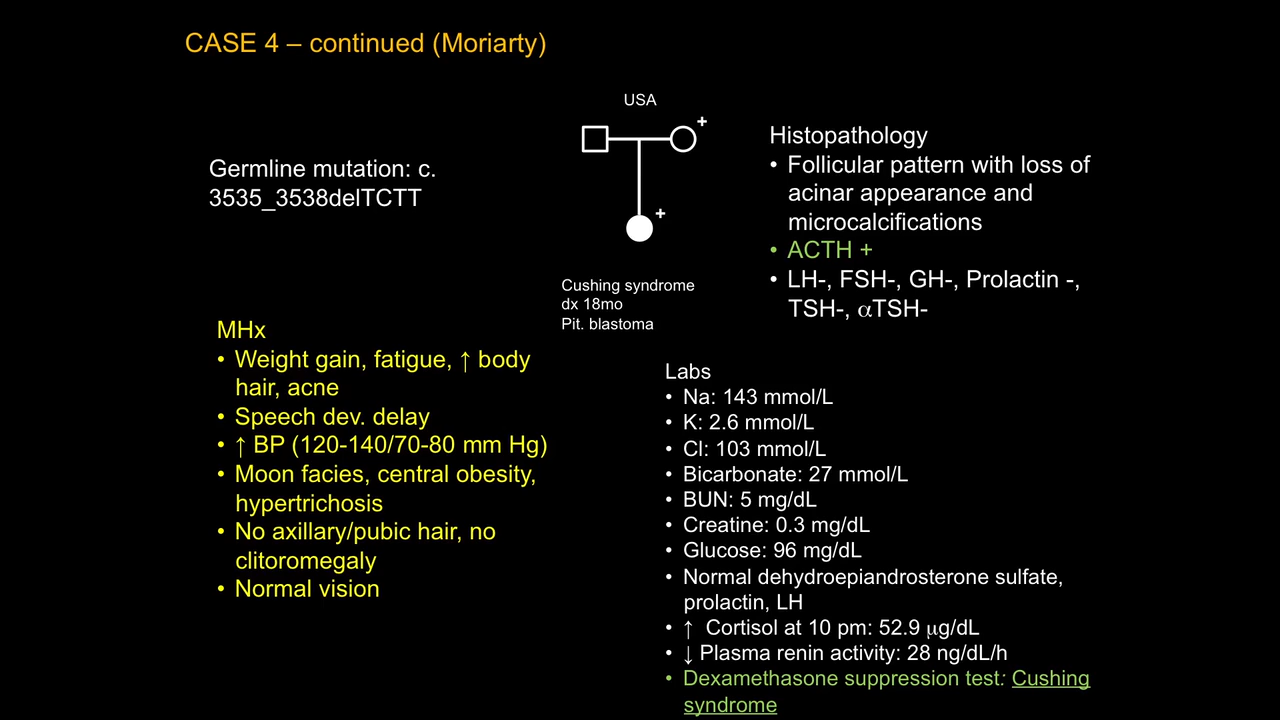 CASE 4 – continued (Moriarty)
USA
+
+
Germline mutation: c.
3535_3538delTCTT
Cushing syndrome
dx 18mo
Pit. blastoma
Histopathology
• Follicular pattern with loss of
acinar appearance and
microcalcifications
• ACTH +
• LH-, FSH-, GH-, Prolactin -,
TSH-, αTSH-
MHx
• Weight gain, fatigue, ↑ body
hair, acne
• Speech dev. delay
• ↑ BP (120-140/70-80 mm Hg)
• Moon facies, central obesity,
hypertrichosis
• No axillary/pubic hair, no
clitoromegaly
• Normal vision
Labs
• Na: 143 mmol/L
• K: 2.6 mmol/L
• Cl: 103 mmol/L
• Bicarbonate: 27 mmol/L
• BUN: 5 mg/dL
• Creatine: 0.3 mg/dL
• Glucose: 96 mg/dL
• Normal dehydroepiandrosterone sulfate,
prolactin, LH
• ↑ Cortisol at 10 pm: 52.9 μg/dL
• ↓ Plasma renin activity: 28 ng/dL/h
• Dexamethasone suppression test: Cushing
syndrome